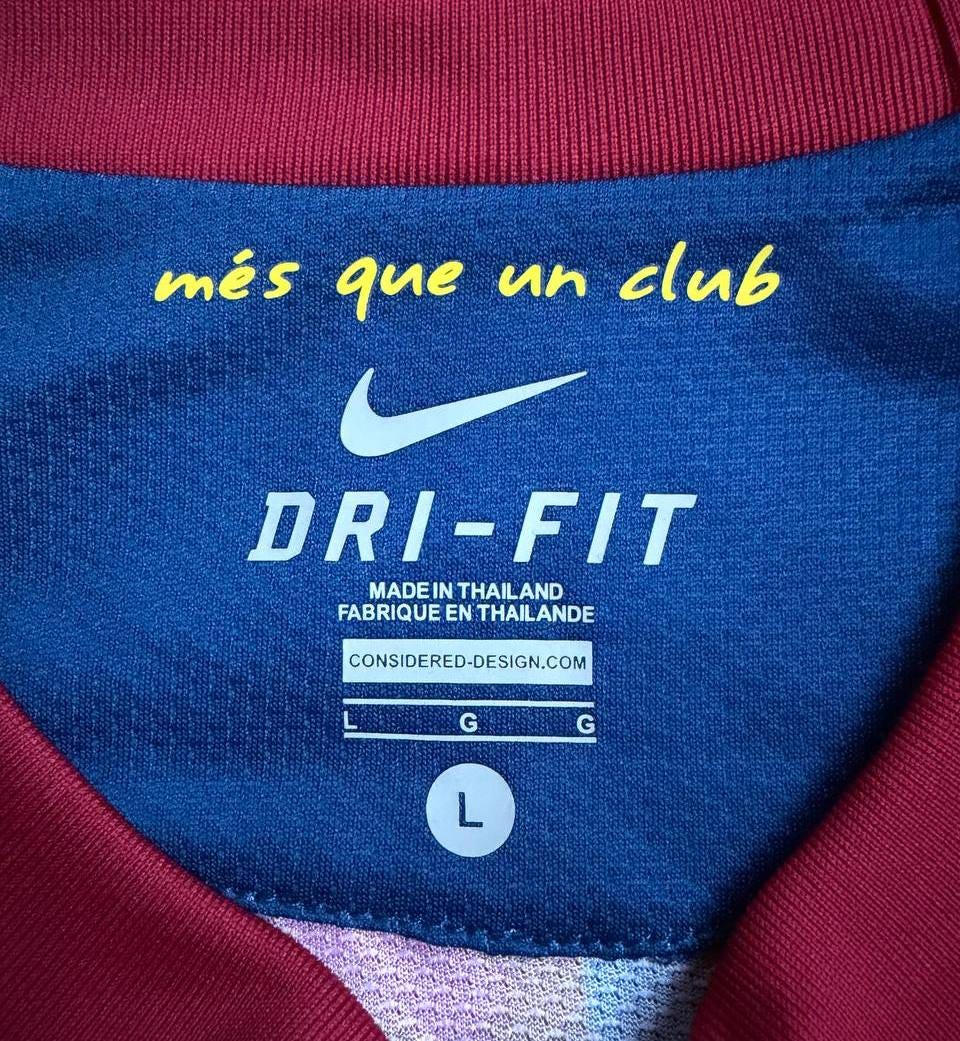 més que un club
DRI-FIT
MADE IN THAILAND
FABRIQUE EN THAILANDE
CONSIDERED-DESIGN.COM
L G G
L